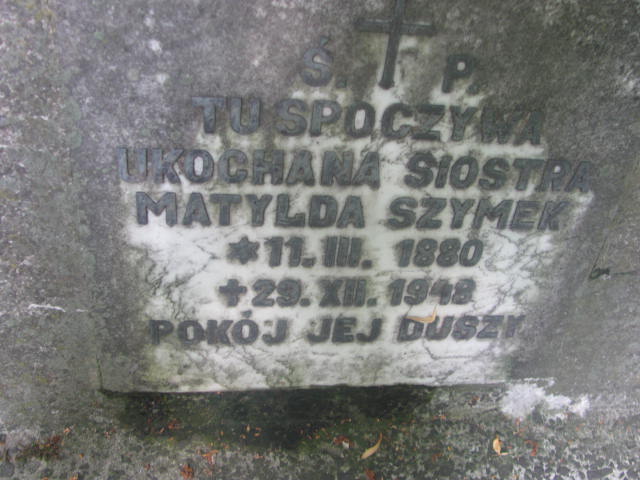 Ś. P.
TU SPOCZYWA
UKOCHANA SIOSTRA
MATYLDA SZYMEK
* 11. III. 1880
✝ 29. XII. 1948
POKÓJ JEJ DUSZY